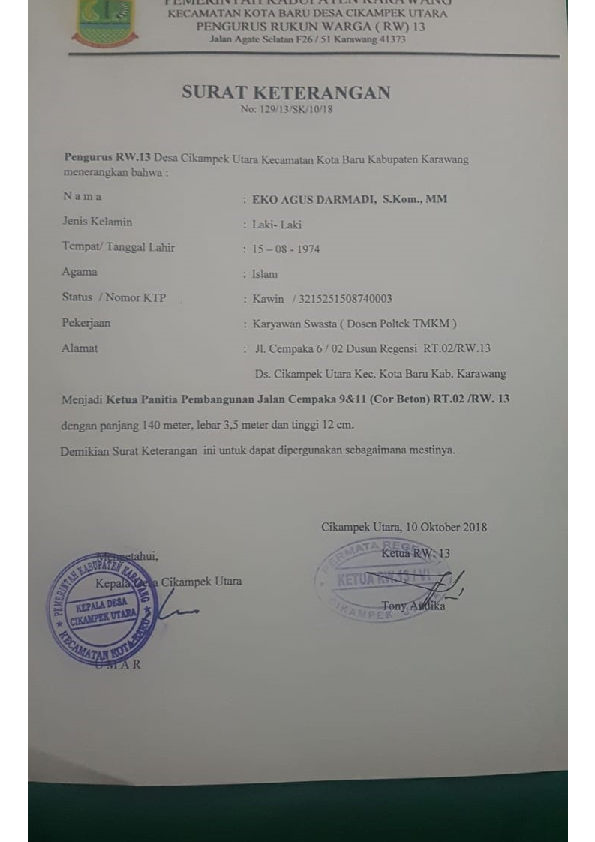 PEMERINTAH KABUPATEN KARAWANG
KECAMATAN KOTA BARU DESA CIKAMPEK UTARA
PENGURUS RUKUN WARGA ( RW) 13
Jalan Agate Selatan F26 / 51 Karawang 41373
SURAT KETERANGAN
No: 129/13/SK/10/18
Pengurus RW.13 Desa Cikampek Utara Kecamatan Kota Baru Kabupaten Karawang
menerangkan bahwa :
N a m a : EKO AGUS DARMADI, S.Kom., MM
Jenis Kelamin : Laki- Laki
Tempat/ Tanggal Lahir : 15 – 08 - 1974
Agama : Islam
Status / Nomor KTP : Kawin / 3215251508740003
Pekerjaan : Karyawan Swasta ( Dosen Poltek TMKM )
Alamat : Jl. Cempaka 6 / 02 Dusun Regensi RT.02/RW.13
Ds. Cikampek Utara Kec. Kota Baru Kab. Karawang
Menjadi Ketua Panitia Pembangunan Jalan Cempaka 9&11 (Cor Beton) RT.02 /RW. 13
dengan panjang 140 meter, lebar 3,5 meter dan tinggi 12 cm.
Demikian Surat Keterangan ini untuk dapat dipergunakan sebagaimana mestinya.
Cikampek Utara, 10 Oktober 2018
Mengetahui,
Ketua RW. 13
Kepala Desa Cikampek Utara
Tony Andika
U M A R
PEMERINTAH KABUPATEN KARAWANG
KEPALA DESA
CIKAMPEK UTARA
KECAMATAN KOTA BARU
PERMATA REGENSI
KETUA RW.13
CIKAMPEK